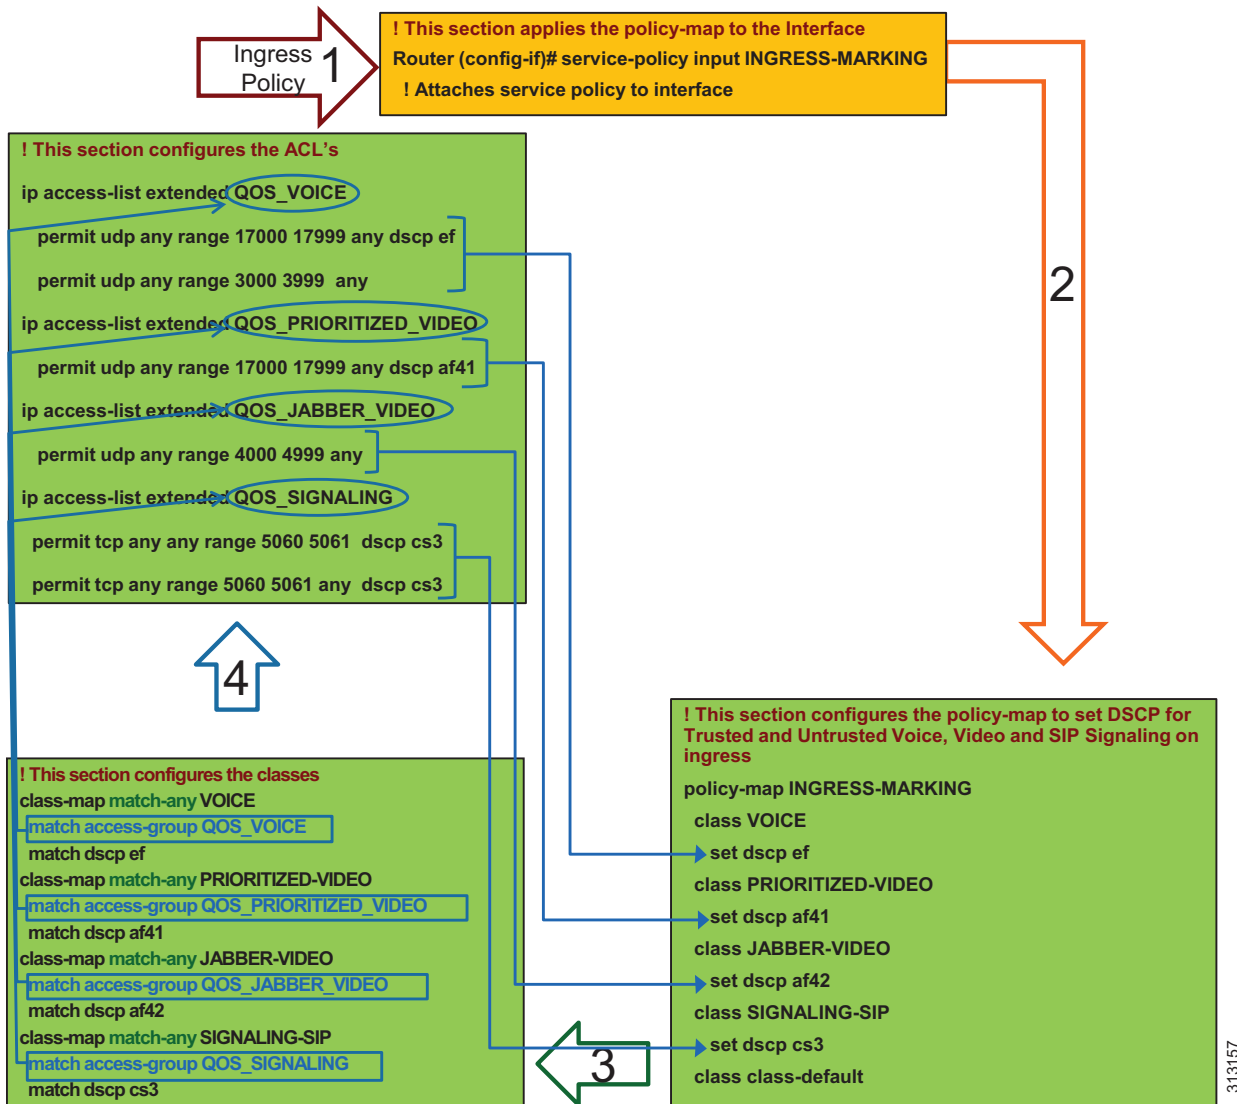 Ingress
Policy
1
! This section applies the policy-map to the Interface
Router (config-if)# service-policy input INGRESS-MARKING
! Attaches service policy to interface
2
! This section configures the ACL's
ip access-list extended QOS_VOICE
permit udp any range 17000 17999 any dscp ef
permit udp any range 3000 3999 any
ip access-list extended QOS_PRIORITIZED_VIDEO
permit udp any range 17000 17999 any dscp af41
ip access-list extended QOS_JABBER_VIDEO
permit udp any range 4000 4999 any
ip access-list extended QOS_SIGNALING
permit tcp any any range 5060 5061 dscp cs3
permit tcp any range 5060 5061 any dscp cs3
4
! This section configures the classes
class-map match-any VOICE
match access-group QOS_VOICE
match dscp ef
class-map match-any PRIORITIZED-VIDEO
match access-group QOS_PRIORITIZED_VIDEO
match dscp af41
class-map match-any JABBER-VIDEO
match access-group QOS_JABBER_VIDEO
match dscp af42
class-map match-any SIGNALING-SIP
match access-group QOS_SIGNALING
match dscp cs3
3
! This section configures the policy-map to set DSCP for
Trusted and Untrusted Voice, Video and SIP Signaling on
ingress
policy-map INGRESS-MARKING
class VOICE
set dscp ef
class PRIORITIZED-VIDEO
set dscp af41
class JABBER-VIDEO
set dscp af42
class SIGNALING-SIP
set dscp cs3
class class-default
313157